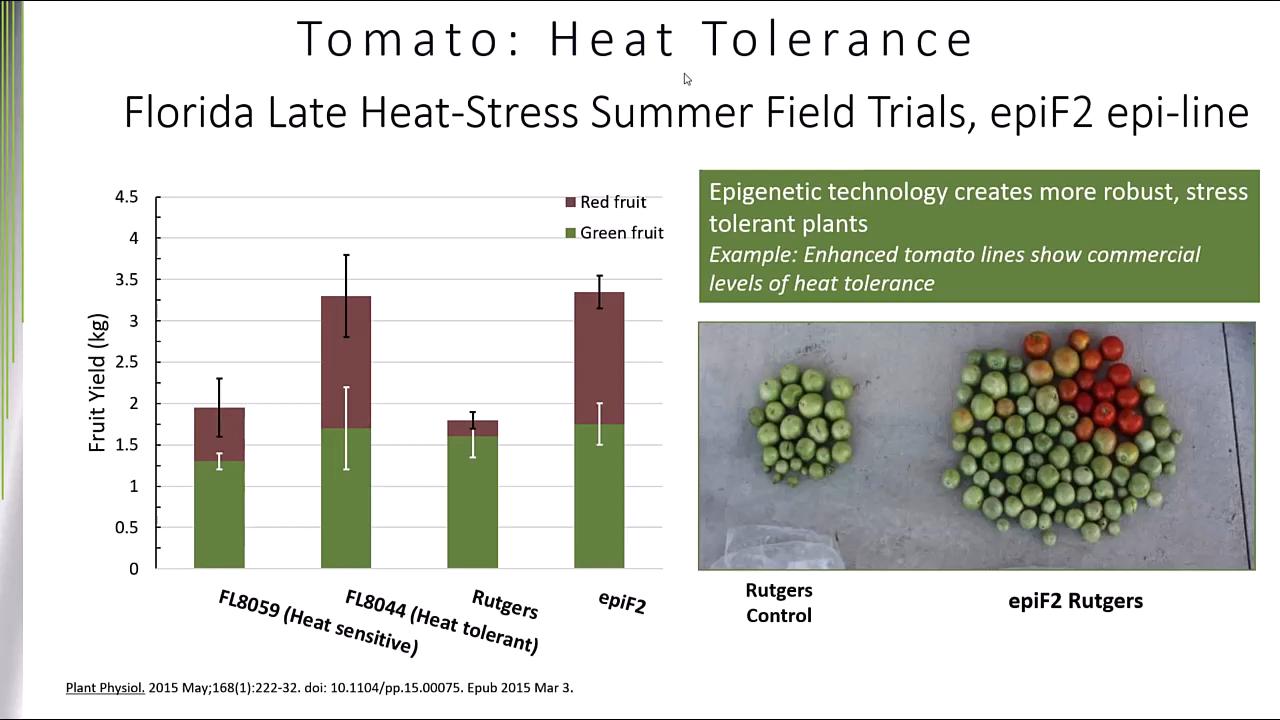 Tomato: Heat Tolerance
Florida Late Heat-Stress Summer Field Trials, epiF2 epi-line
Fruit Yield (kg)
4.5
4
3.5
3
2.5
2
1.5
1
0.5
0
Red fruit
Green fruit
FL8059 (Heat sensitive)
FL8044 (Heat tolerant)
Rutgers
epiF2
Epigenetic technology creates more robust, stress
tolerant plants
Example: Enhanced tomato lines show commercial
levels of heat tolerance
Rutgers
Control
epiF2 Rutgers
Plant Physiol. 2015 May;168(1):222-32. doi: 10.1104/pp.15.00075. Epub 2015 Mar 3.